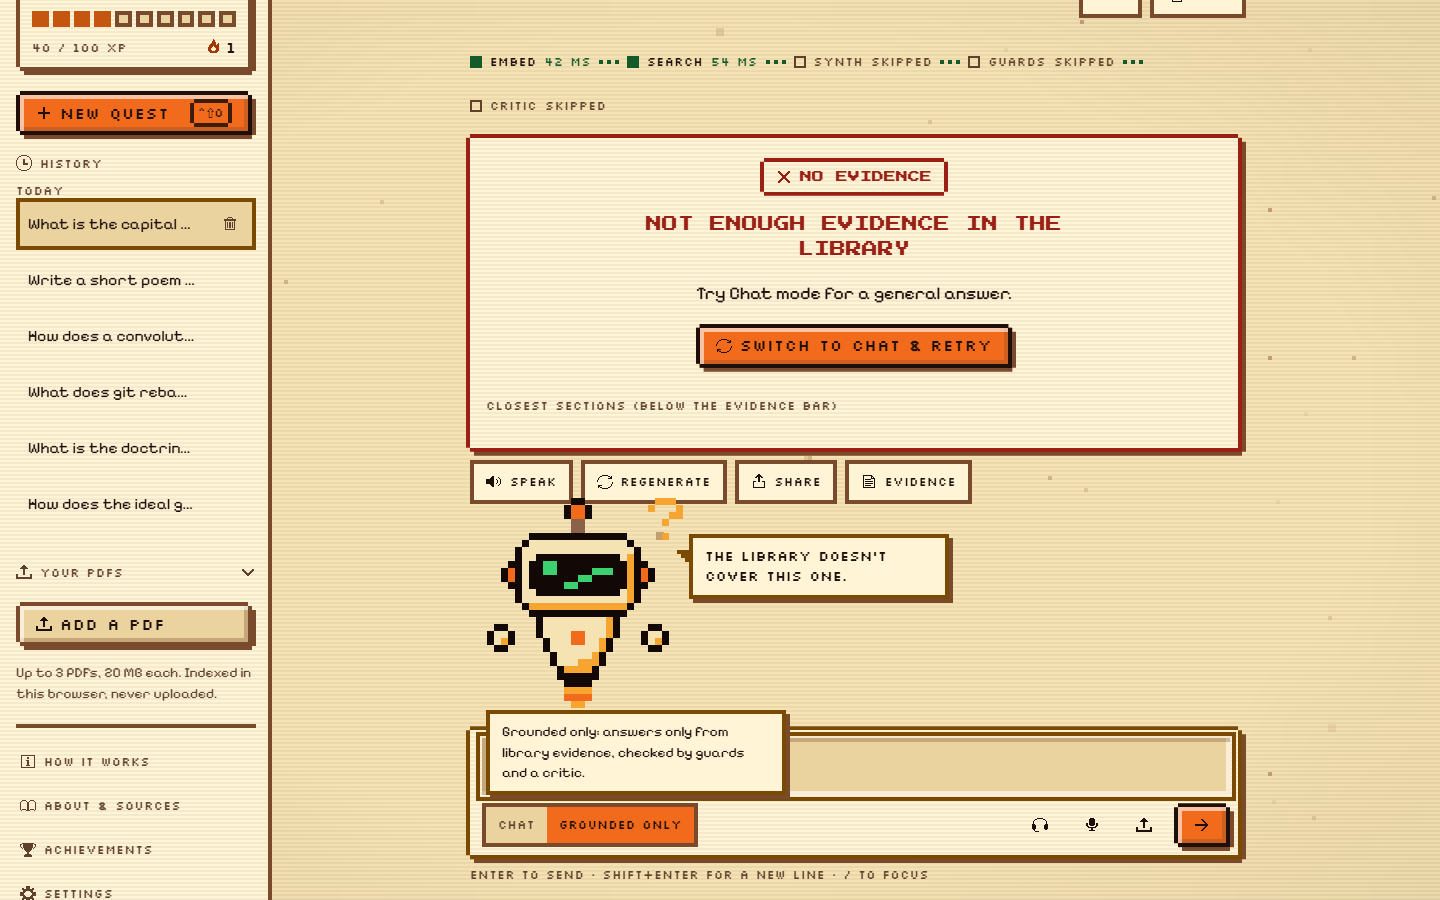 40 / 100 XP
1
+ NEW QUEST ^⇧O
HISTORY
TODAY
What is the capital ...
Write a short poem ...
How does a convolut...
What does git reba...
What is the doctrin...
How does the ideal g...
YOUR PDFS
ADD A PDF
Up to 3 PDFs, 20 MB each. Indexed in
this browser, never uploaded.
HOW IT WORKS
ABOUT & SOURCES
ACHIEVEMENTS
SETTINGS
EMBED 42 MS SEARCH 54 MS SYNTH SKIPPED GUARDS SKIPPED
CRITIC SKIPPED
NO EVIDENCE
NOT ENOUGH EVIDENCE IN THE
LIBRARY
Try Chat mode for a general answer.
SWITCH TO CHAT & RETRY
CLOSEST SECTIONS (BELOW THE EVIDENCE BAR)
SPEAK REGENERATE SHARE EVIDENCE
?
THE LIBRARY DOESN'T
COVER THIS ONE.
Grounded only: answers only from
library evidence, checked by guards
and a critic.
CHAT GROUNDED ONLY
ENTER TO SEND · SHIFT+ENTER FOR A NEW LINE · / TO FOCUS